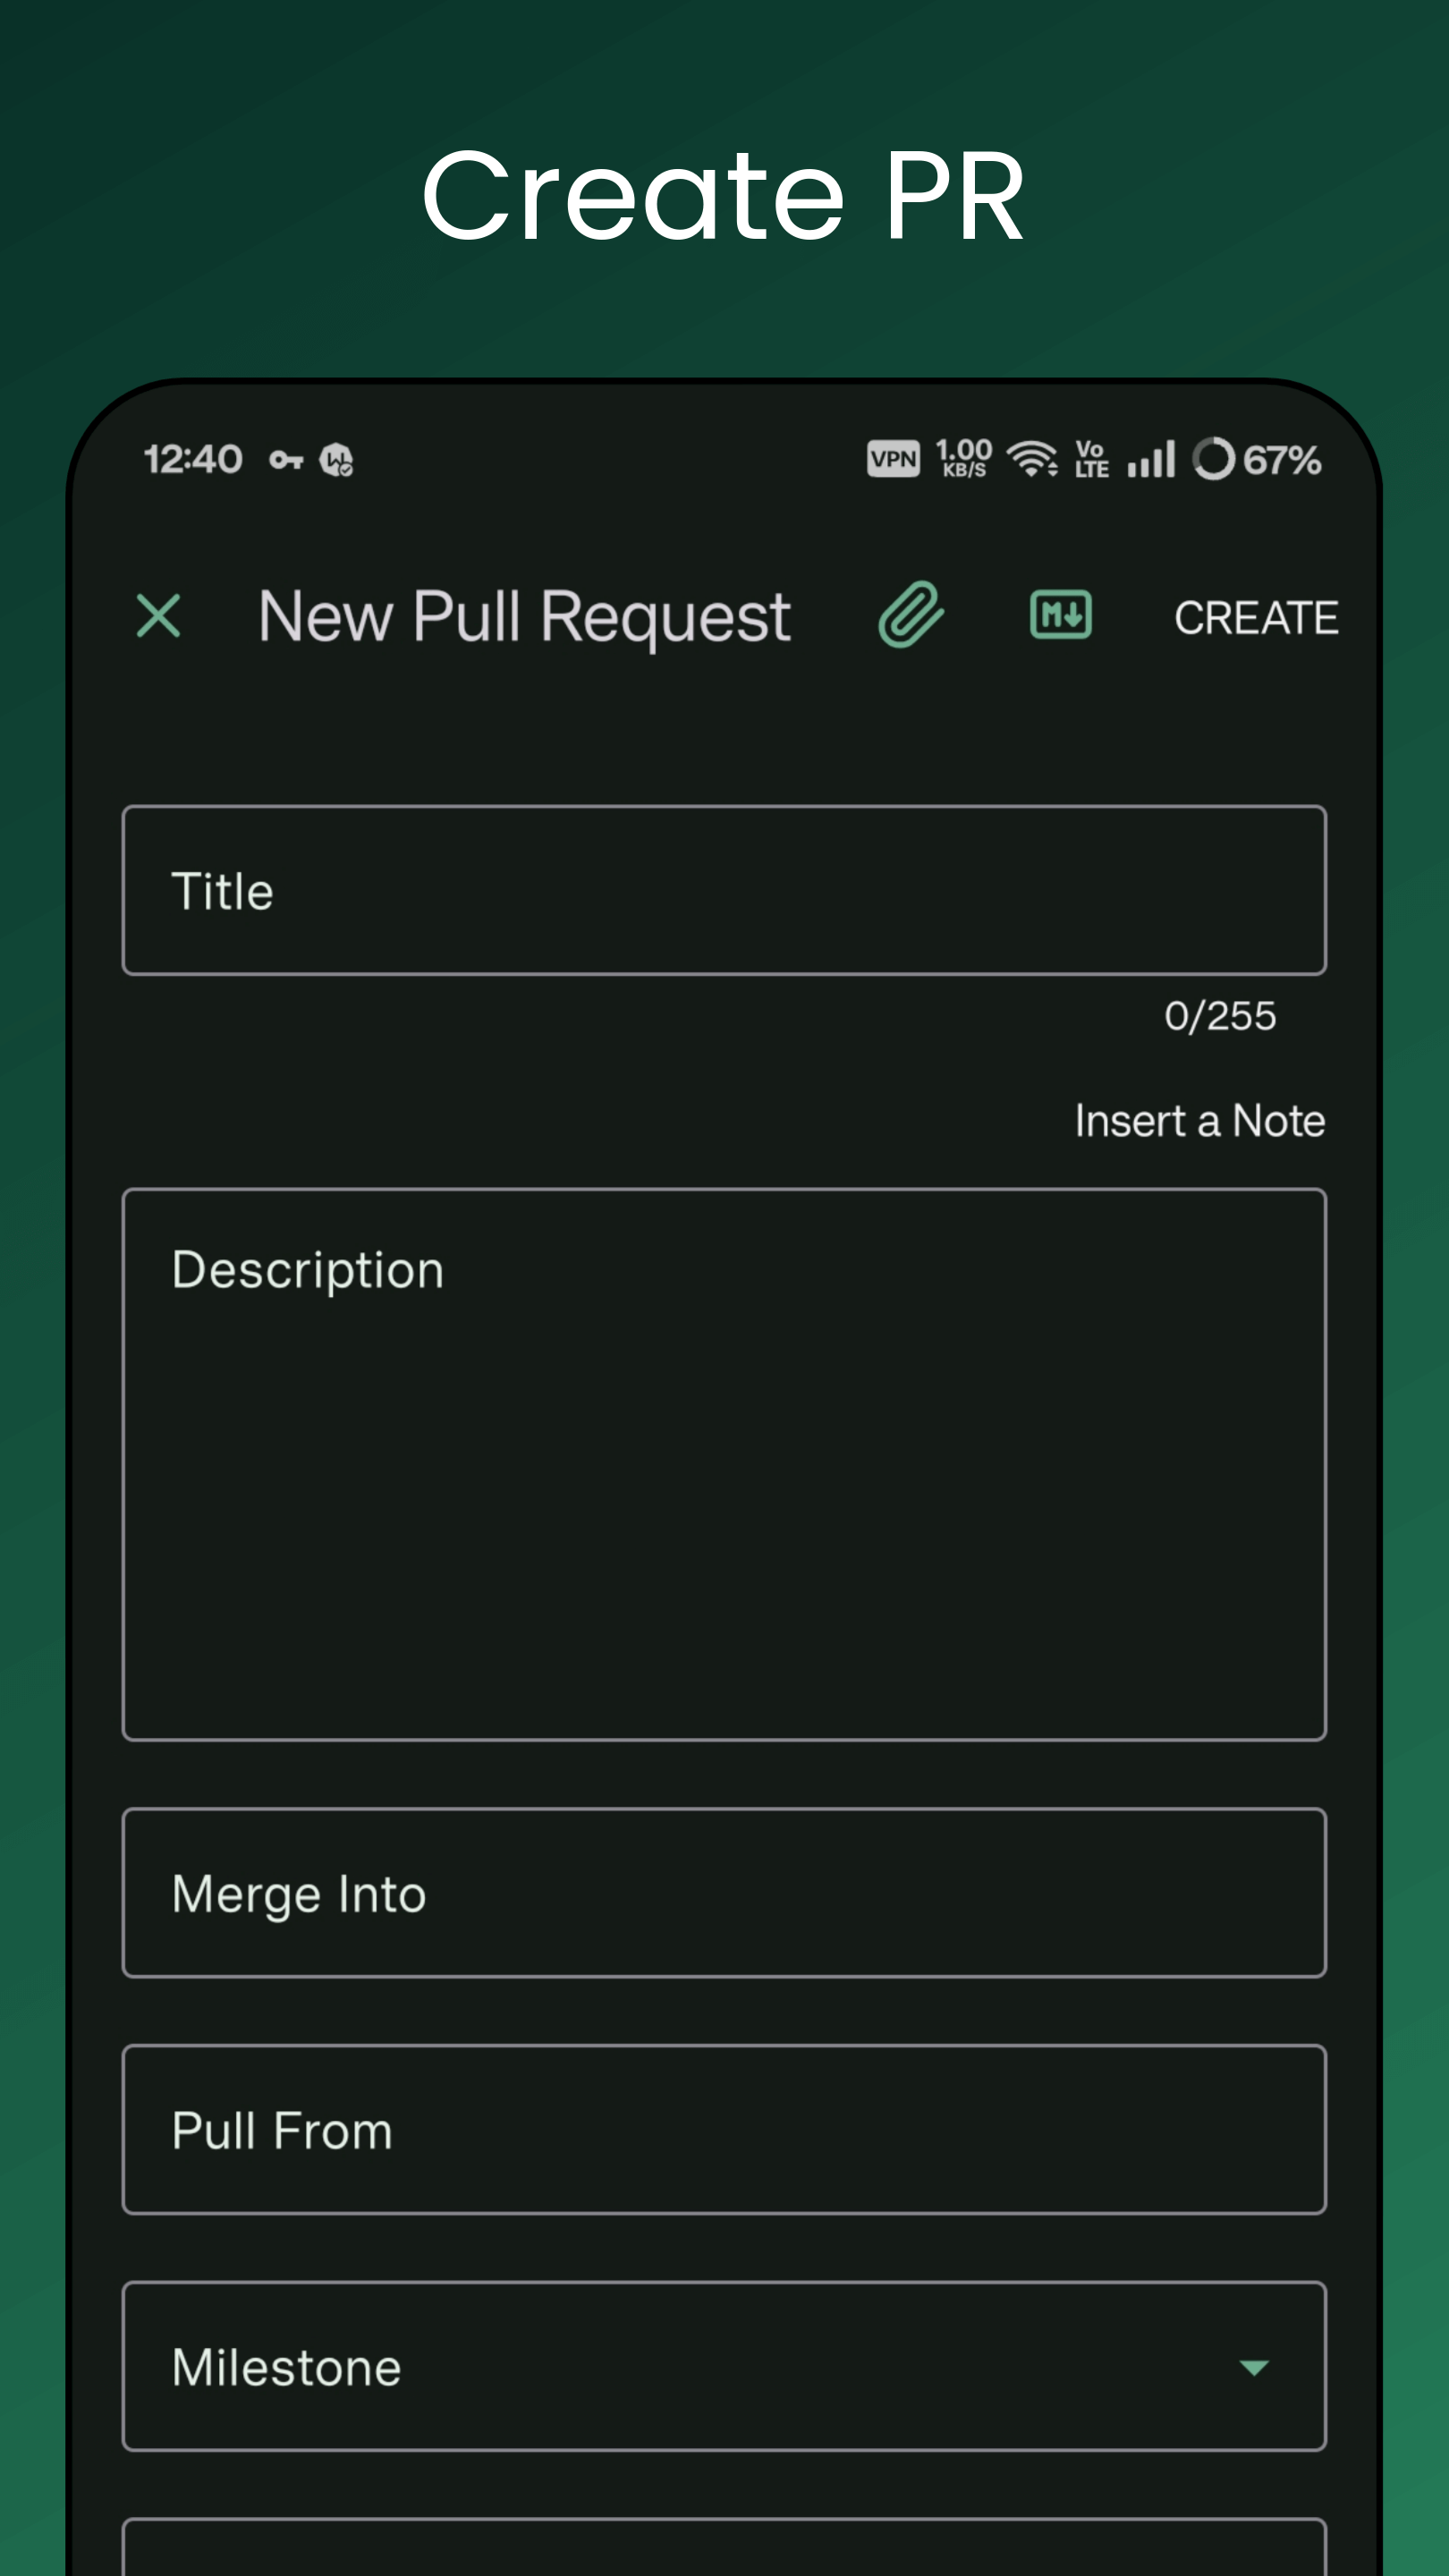 Create PR
12:40 VPN 1.00 KB/S Vo LTE 67%
New Pull Request M CREATE
Title
0/255
Insert a Note
Description
Merge Into
Pull From
Milestone